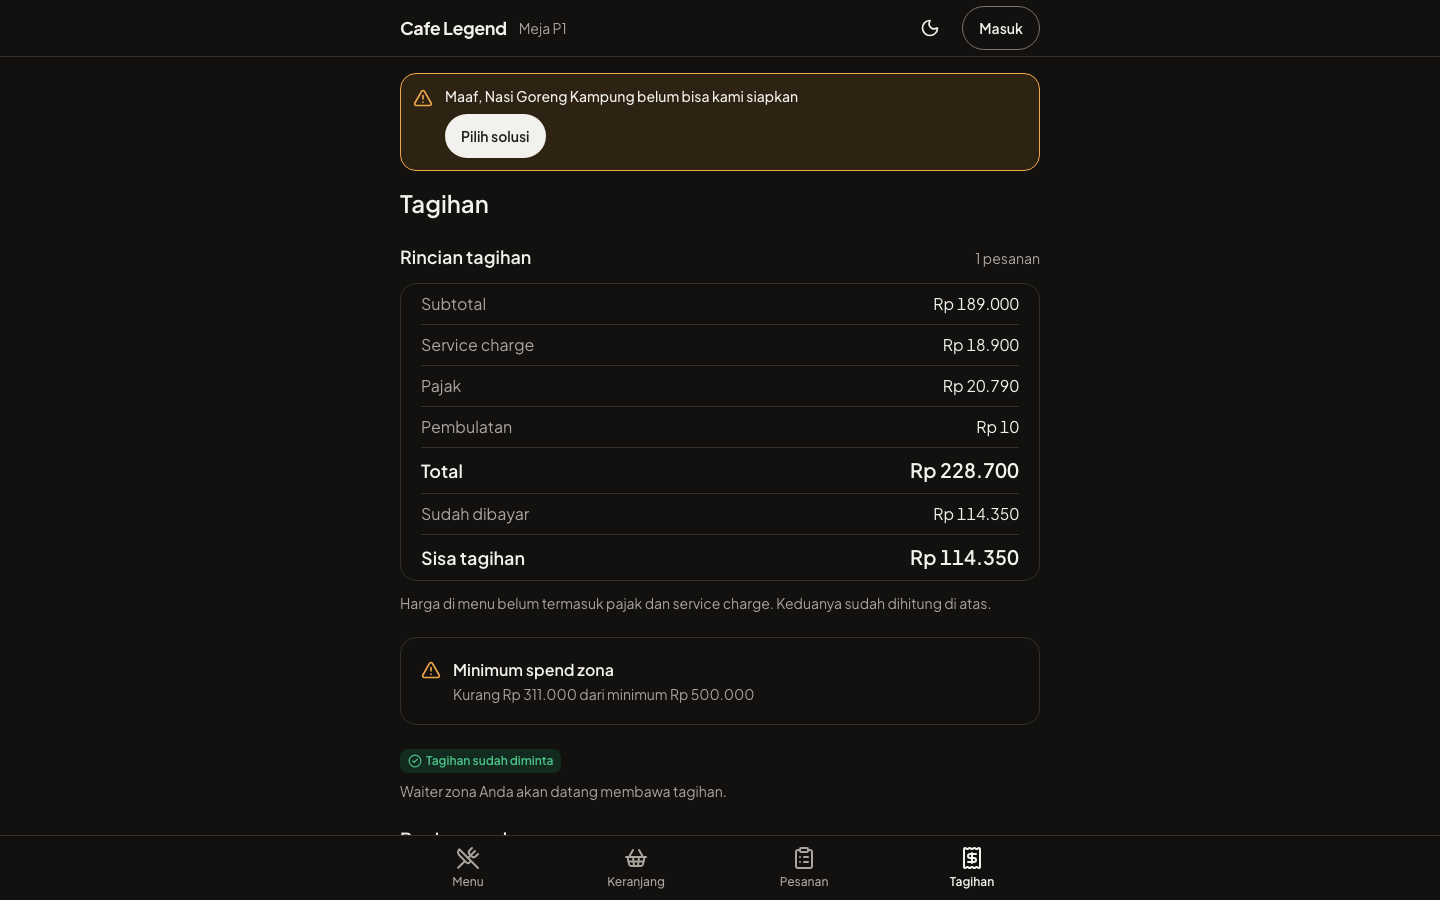 Cafe Legend Meja P1 Masuk
Maaf, Nasi Goreng Kampung belum bisa kami siapkan
Pilih solusi
Tagihan
Rincian tagihan 1 pesanan
Subtotal Rp 189.000
Service charge Rp 18.900
Pajak Rp 20.790
Pembulatan Rp 10
Total Rp 228.700
Sudah dibayar Rp 114.350
Sisa tagihan Rp 114.350
Harga di menu belum termasuk pajak dan service charge. Keduanya sudah dihitung di atas.
Minimum spend zona
Kurang Rp 311.000 dari minimum Rp 500.000
Tagihan sudah diminta
Waiter zona Anda akan datang membawa tagihan.
Menu Keranjang Pesanan Tagihan